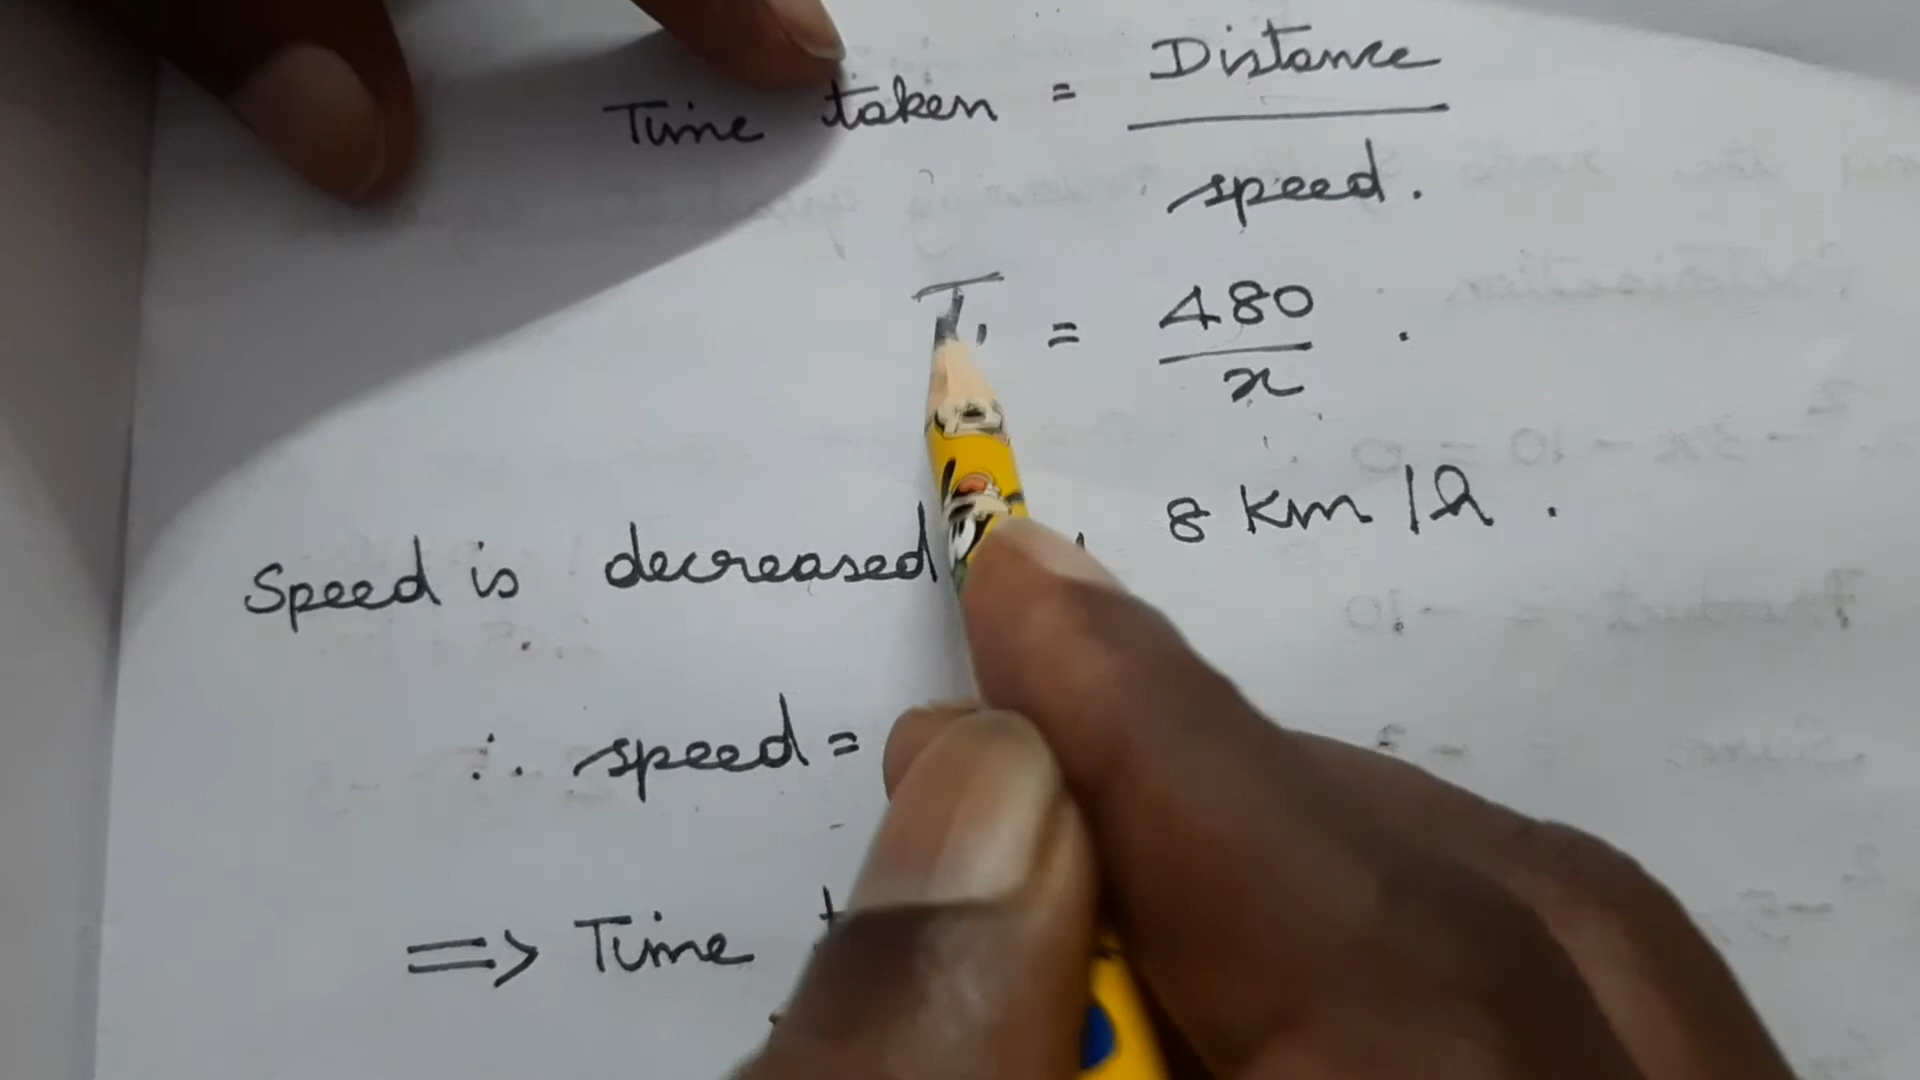 Time taken = Distance
speed.
T₁ = 480
x
Speed is decreased 8 km/h.
∴ speed =
=> Time